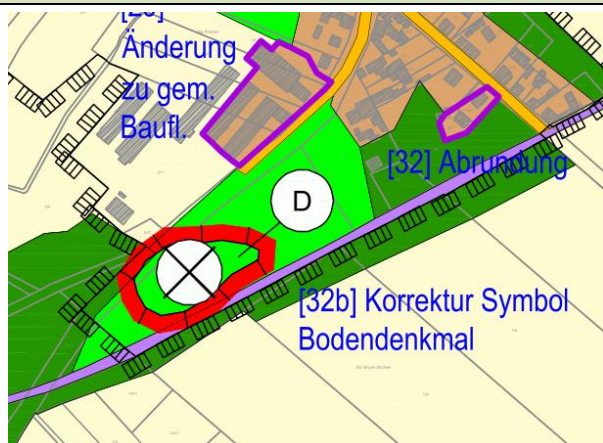 Änderung
zu gem.
Baufl.
[32] Abrundung
D
[32b] Korrektur Symbol
Bodendenkmal